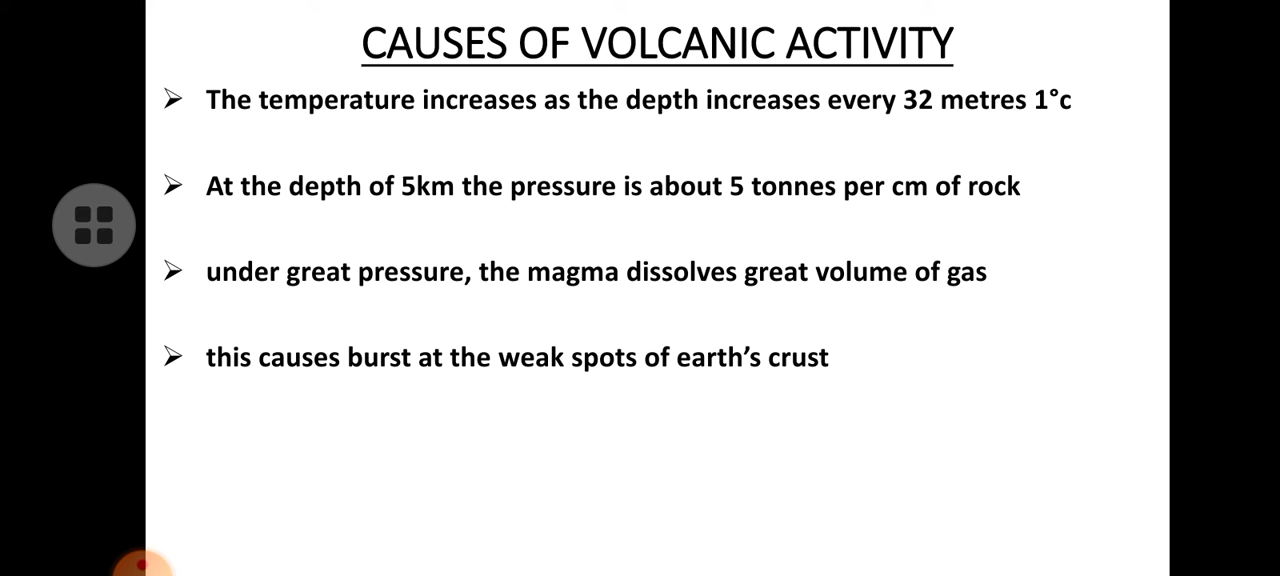 CAUSES OF VOLCANIC ACTIVITY
➢ The temperature increases as the depth increases every 32 metres 1°c
➢ At the depth of 5km the pressure is about 5 tonnes per cm of rock
➢ under great pressure, the magma dissolves great volume of gas
➢ this causes burst at the weak spots of earth’s crust